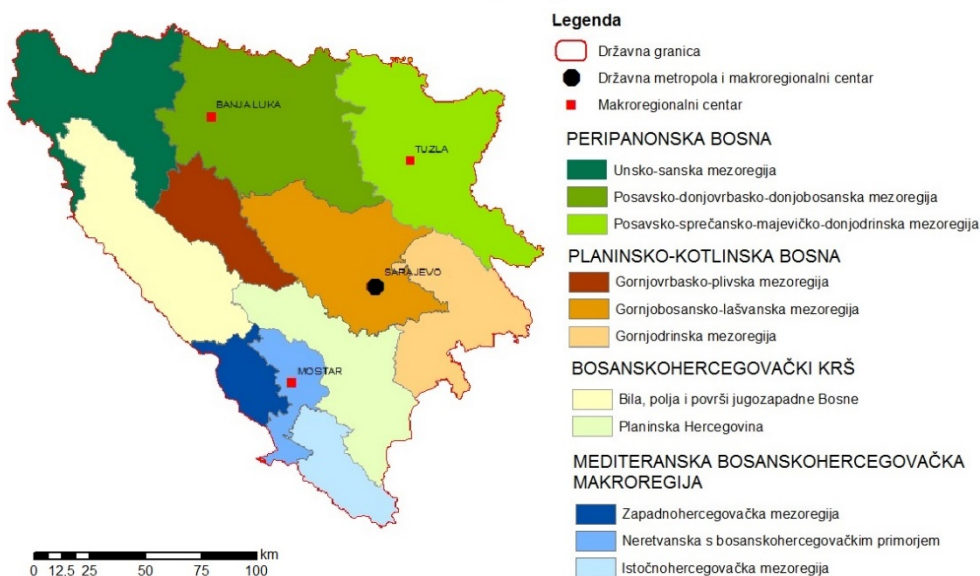 BANJA LUKA
TUZLA
SARAJEVO
MOSTAR
km
0 12.5 25 50 75 100
Legenda
Državna granica
Državna metropola i makroregionalni centar
Makroregionalni centar
PERIPANONSKA BOSNA
Unsko-sanska mezoregija
Posavsko-donjovrbasko-donjobosanska mezoregija
Posavsko-sprečansko-majevičko-donjodrinska mezoregija
PLANINSKO-KOTLINSKA BOSNA
Gornjovrbasko-plivska mezoregija
Gornjobosansko-lašvanska mezoregija
Gornjodrinska mezoregija
BOSANSKOHERCEGOVAČKI KRŠ
Bila, polja i površi jugozapadne Bosne
Planinska Hercegovina
MEDITERANSKA BOSANSKOHERCEGOVAČKA
MAKROREGIJA
Zapadnohercegovačka mezoregija
Neretvanska s bosanskohercegovačkim primorjem
Istočnohercegovačka mezoregija